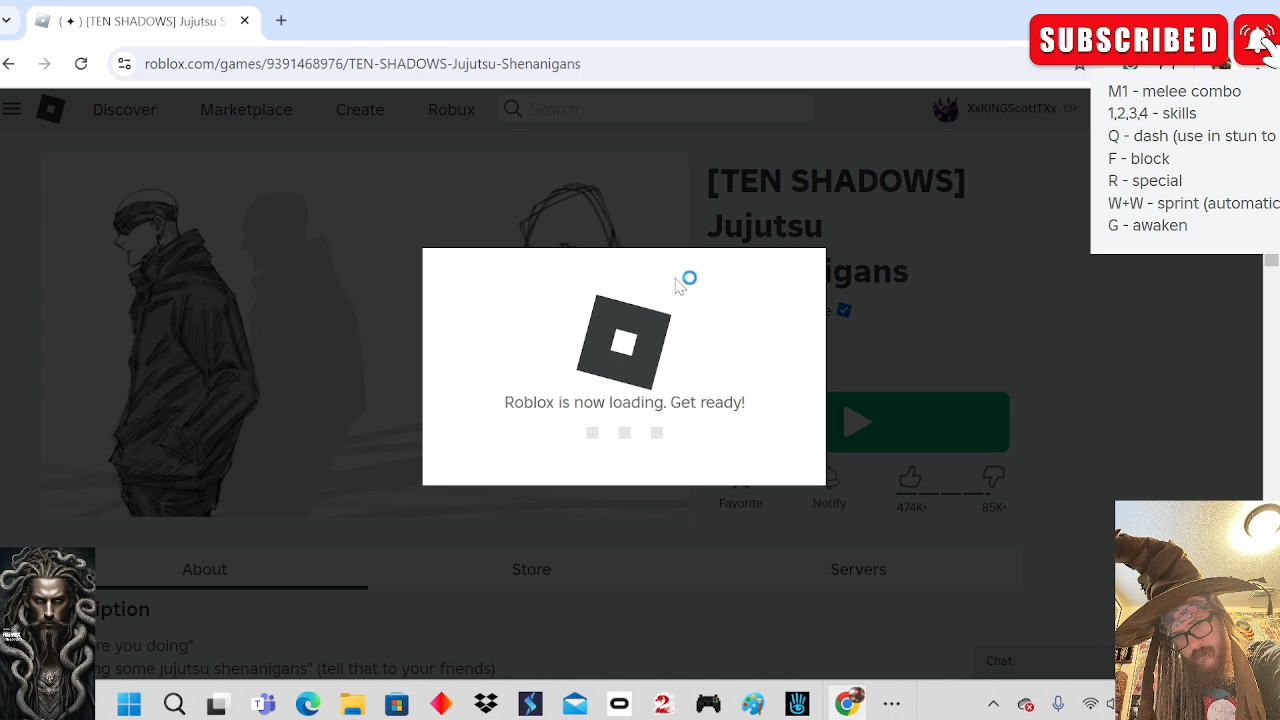 ( ✦ ) [TEN SHADOWS] Jujutsu S
SUBSCRIBED
roblox.com/games/9391468976/TEN-SHADOWS-Jujutsu-Shenanigans
Discover
Marketplace
Create
Robux
Search
XxKiNGScottTXx 13+
M1 - melee combo
1,2,3,4 - skills
Q - dash (use in stun to
F - block
R - special
W+W - sprint (automatic
G - awaken
[TEN SHADOWS]
Jujutsu
nigans
Roblox is now loading. Get ready!
Favorite
Notify
474K+
85K+
About
Store
Servers
iption
re you doing"
ng some jujutsu shenanigans" (tell that to your friends)
Chat